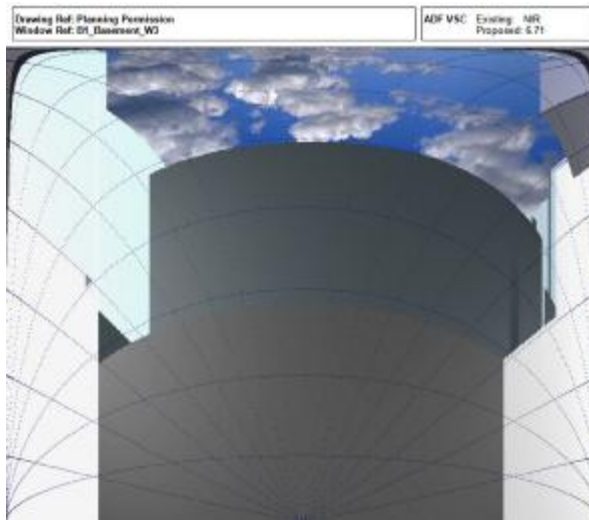 Drawing Ref: Planning Permission
Window Ref: B1_Basement_W3
ADF VSC Existing: NIR
Proposed: 6.71